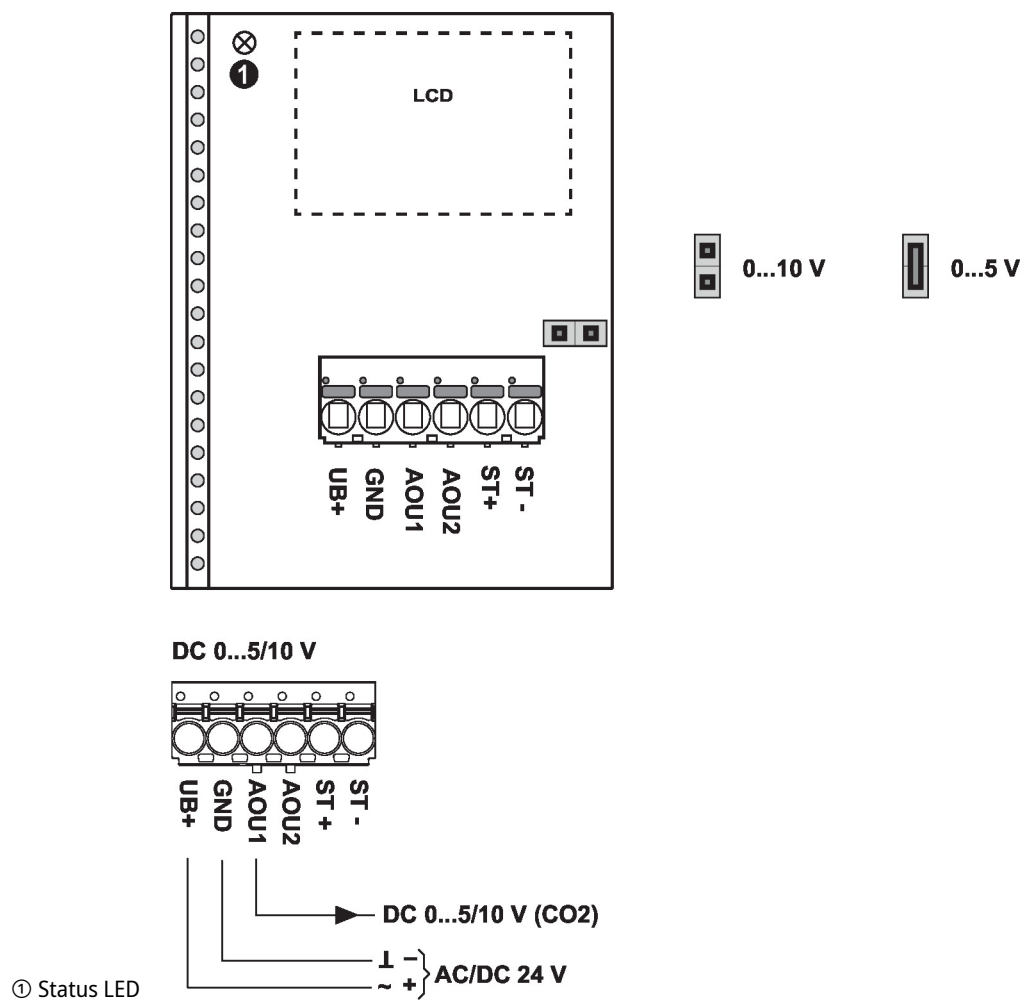 1
LCD
0...10 V
0...5 V
UB+
GND
AOU1
AOU2
ST+
ST -
DC 0...5/10 V
UB+
GND
AOU1
AOU2
ST +
ST -
DC 0...5/10 V (CO2)
⊥ –
~ +
AC/DC 24 V
① Status LED